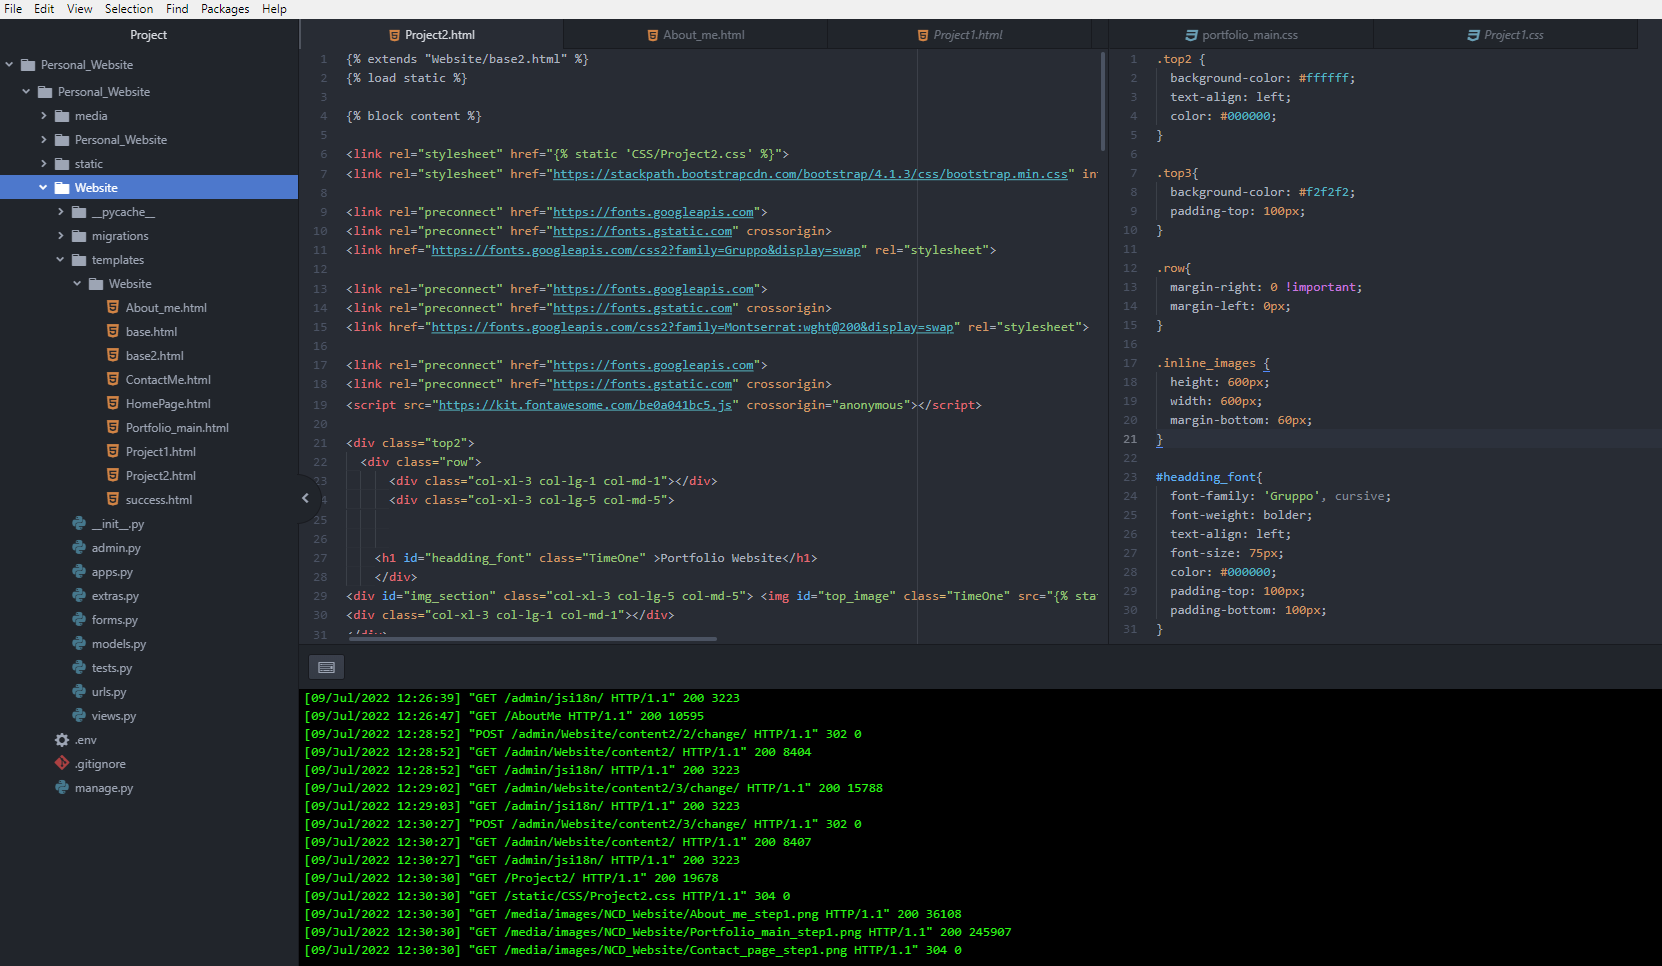 File Edit View Selection Find Packages Help
Project
Personal_Website
Personal_Website
media
Personal_Website
static
Website
__pycache__
migrations
templates
Website
About_me.html
base.html
base2.html
ContactMe.html
HomePage.html
Portfolio_main.html
Project1.html
Project2.html
success.html
__init__.py
admin.py
apps.py
extras.py
forms.py
models.py
tests.py
urls.py
views.py
.env
.gitignore
manage.py
Project2.html About_me.html Project1.html
1 {% extends "Website/base2.html" %}
2 {% load static %}
3
4 {% block content %}
5
6 <link rel="stylesheet" href="{% static 'CSS/Project2.css' %}">
7 <link rel="stylesheet" href="https://stackpath.bootstrapcdn.com/bootstrap/4.1.3/css/bootstrap.min.css" in
8
9 <link rel="preconnect" href="https://fonts.googleapis.com">
10 <link rel="preconnect" href="https://fonts.gstatic.com" crossorigin>
11 <link href="https://fonts.googleapis.com/css2?family=Gruppo&display=swap" rel="stylesheet">
12
13 <link rel="preconnect" href="https://fonts.googleapis.com">
14 <link rel="preconnect" href="https://fonts.gstatic.com" crossorigin>
15 <link href="https://fonts.googleapis.com/css2?family=Montserrat:wght@200&display=swap" rel="stylesheet">
16
17 <link rel="preconnect" href="https://fonts.googleapis.com">
18 <link rel="preconnect" href="https://fonts.gstatic.com" crossorigin>
19 <script src="https://kit.fontawesome.com/be0a041bc5.js" crossorigin="anonymous"></script>
20
21 <div class="top2">
22 <div class="row">
23 <div class="col-xl-3 col-lg-1 col-md-1"></div>
4 <div class="col-xl-3 col-lg-5 col-md-5">
25
26
27 <h1 id="headding_font" class="TimeOne" >Portfolio Website</h1>
28 </div>
29 <div id="img_section" class="col-xl-3 col-lg-5 col-md-5"> <img id="top_image" class="TimeOne" src="{% sta
30 <div class="col-xl-3 col-lg-1 col-md-1"></div>
31 </div>
portfolio_main.css Project1.css
1 .top2 {
2 background-color: #ffffff;
3 text-align: left;
4 color: #000000;
5 }
6
7 .top3{
8 background-color: #f2f2f2;
9 padding-top: 100px;
10 }
11
12 .row{
13 margin-right: 0 !important;
14 margin-left: 0px;
15 }
16
17 .inline_images {
18 height: 600px;
19 width: 600px;
20 margin-bottom: 60px;
21 }
22
23 #headding_font{
24 font-family: 'Gruppo', cursive;
25 font-weight: bolder;
26 text-align: left;
27 font-size: 75px;
28 color: #000000;
29 padding-top: 100px;
30 padding-bottom: 100px;
31 }
[09/Jul/2022 12:26:39] "GET /admin/jsi18n/ HTTP/1.1" 200 3223
[09/Jul/2022 12:26:47] "GET /AboutMe HTTP/1.1" 200 10595
[09/Jul/2022 12:28:52] "POST /admin/Website/content2/2/change/ HTTP/1.1" 302 0
[09/Jul/2022 12:28:52] "GET /admin/Website/content2/ HTTP/1.1" 200 8404
[09/Jul/2022 12:28:52] "GET /admin/jsi18n/ HTTP/1.1" 200 3223
[09/Jul/2022 12:29:02] "GET /admin/Website/content2/3/change/ HTTP/1.1" 200 15788
[09/Jul/2022 12:29:03] "GET /admin/jsi18n/ HTTP/1.1" 200 3223
[09/Jul/2022 12:30:27] "POST /admin/Website/content2/3/change/ HTTP/1.1" 302 0
[09/Jul/2022 12:30:27] "GET /admin/Website/content2/ HTTP/1.1" 200 8407
[09/Jul/2022 12:30:27] "GET /admin/jsi18n/ HTTP/1.1" 200 3223
[09/Jul/2022 12:30:30] "GET /Project2/ HTTP/1.1" 200 19678
[09/Jul/2022 12:30:30] "GET /static/CSS/Project2.css HTTP/1.1" 304 0
[09/Jul/2022 12:30:30] "GET /media/images/NCD_Website/About_me_step1.png HTTP/1.1" 200 36108
[09/Jul/2022 12:30:30] "GET /media/images/NCD_Website/Portfolio_main_step1.png HTTP/1.1" 200 245907
[09/Jul/2022 12:30:30] "GET /media/images/NCD_Website/Contact_page_step1.png HTTP/1.1" 304 0